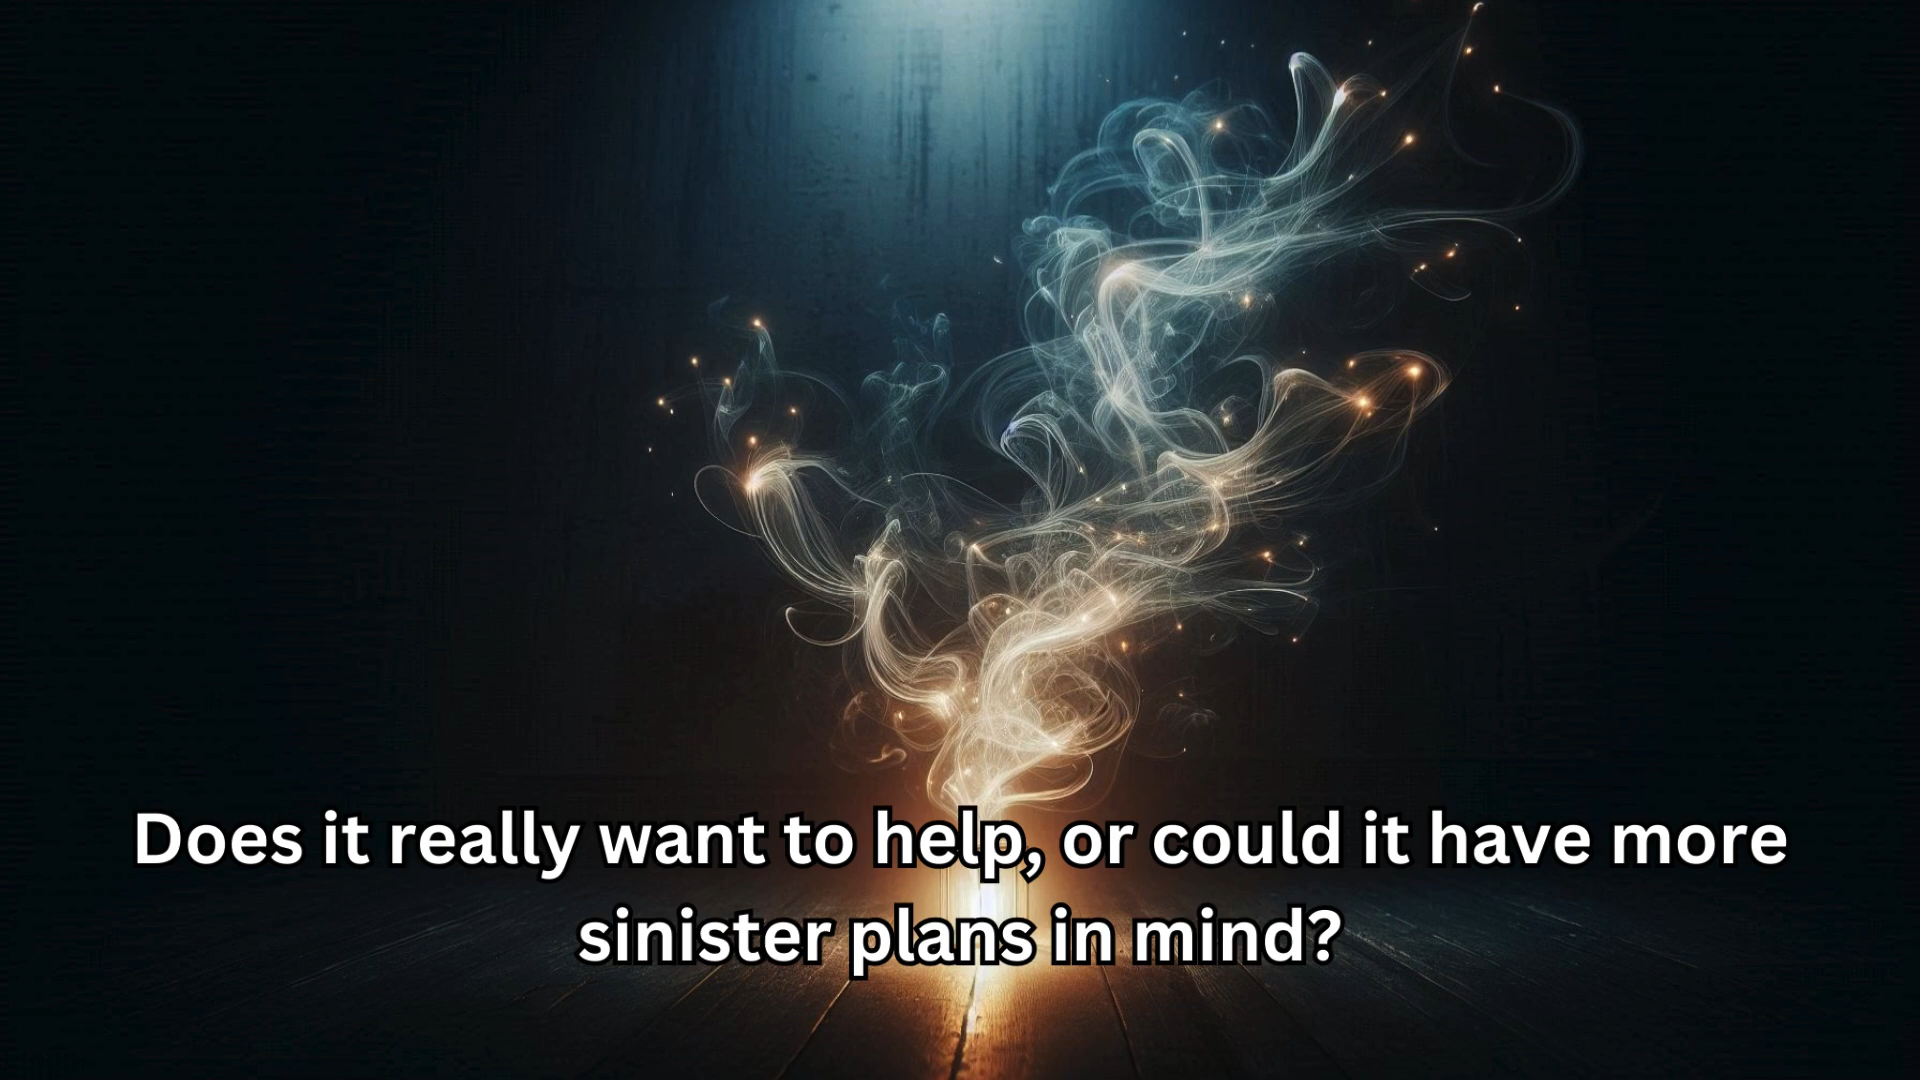 Does it really want to help, or could it have more
sinister plans in mind?